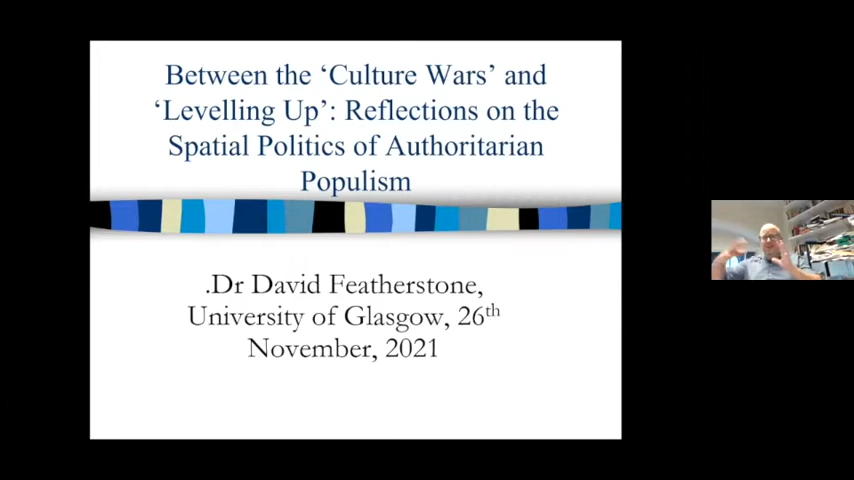 Between the ‘Culture Wars’ and
‘Levelling Up’: Reflections on the
Spatial Politics of Authoritarian
Populism
.Dr David Featherstone,
University of Glasgow, 26th
November, 2021